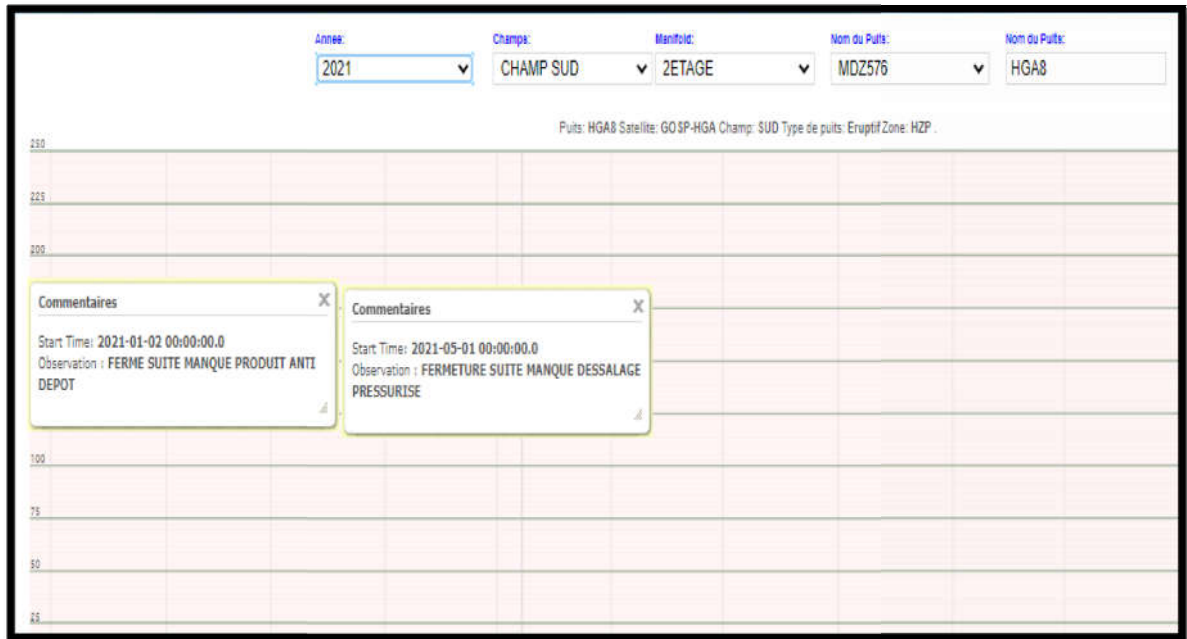 Annee: Champs: Manifold: Nom du Puits: Nom du Puits:
2021 CHAMP SUD 2ETAGE MDZ576 HGA8
Puits: HGA8 Satellite: GOSP-HGA Champ: SUD Type de puits: Eruptif Zone: HZP .
250
225
200
Commentaires X
Start Time: 2021-01-02 00:00:00.0
Observation : FERME SUITE MANQUE PRODUIT ANTI
DEPOT
Commentaires X
Start Time: 2021-05-01 00:00:00.0
Observation : FERMETURE SUITE MANQUE DESSALAGE
PRESSURISE
100
75
50
25